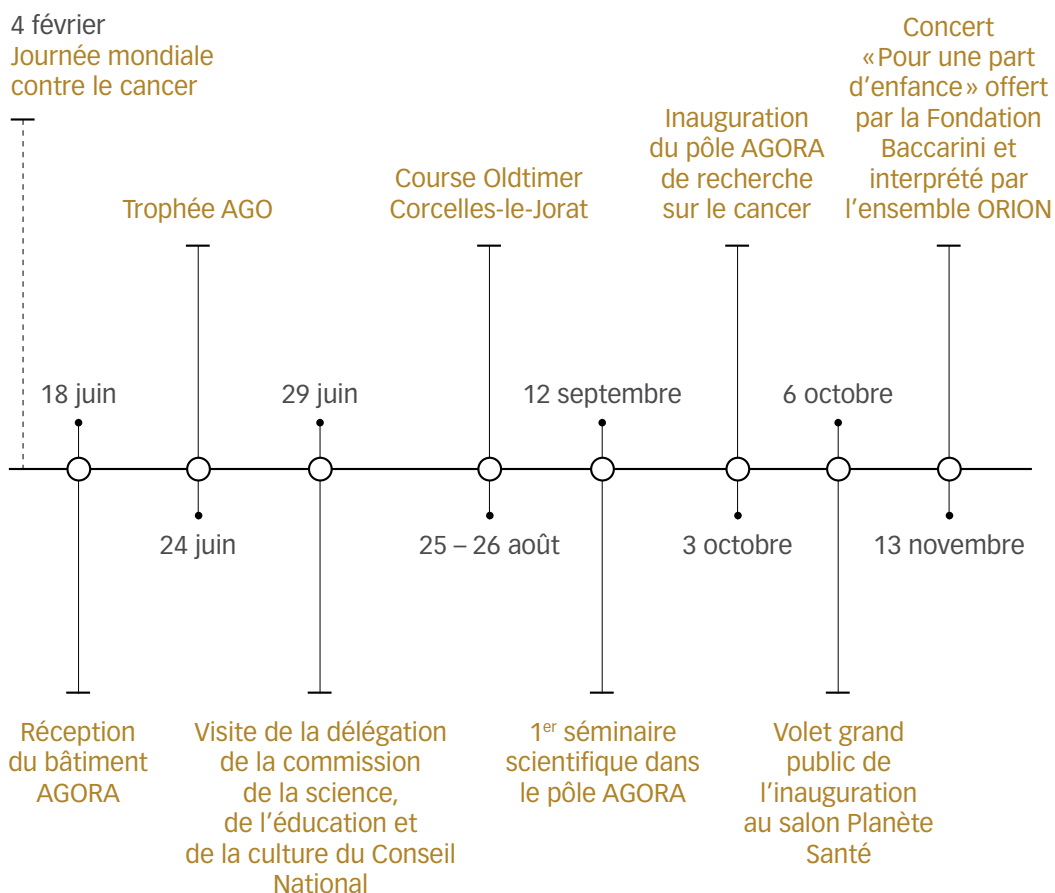 4 février
Journée mondiale
contre le cancer
Trophée AGO
Course Oldtimer
Corcelles-le-Jorat
Inauguration
du pôle AGORA
de recherche
sur le cancer
Concert
«Pour une part
d’enfance» offert
par la Fondation
Baccarini et
interprété par
l’ensemble ORION
18 juin
29 juin
12 septembre
6 octobre
24 juin
25 – 26 août
3 octobre
13 novembre
Réception
du bâtiment
AGORA
Visite de la délégation
de la commission
de la science,
de l’éducation et
de la culture du Conseil
National
1er séminaire
scientifique dans
le pôle AGORA
Volet grand
public de
l’inauguration
au salon Planète
Santé